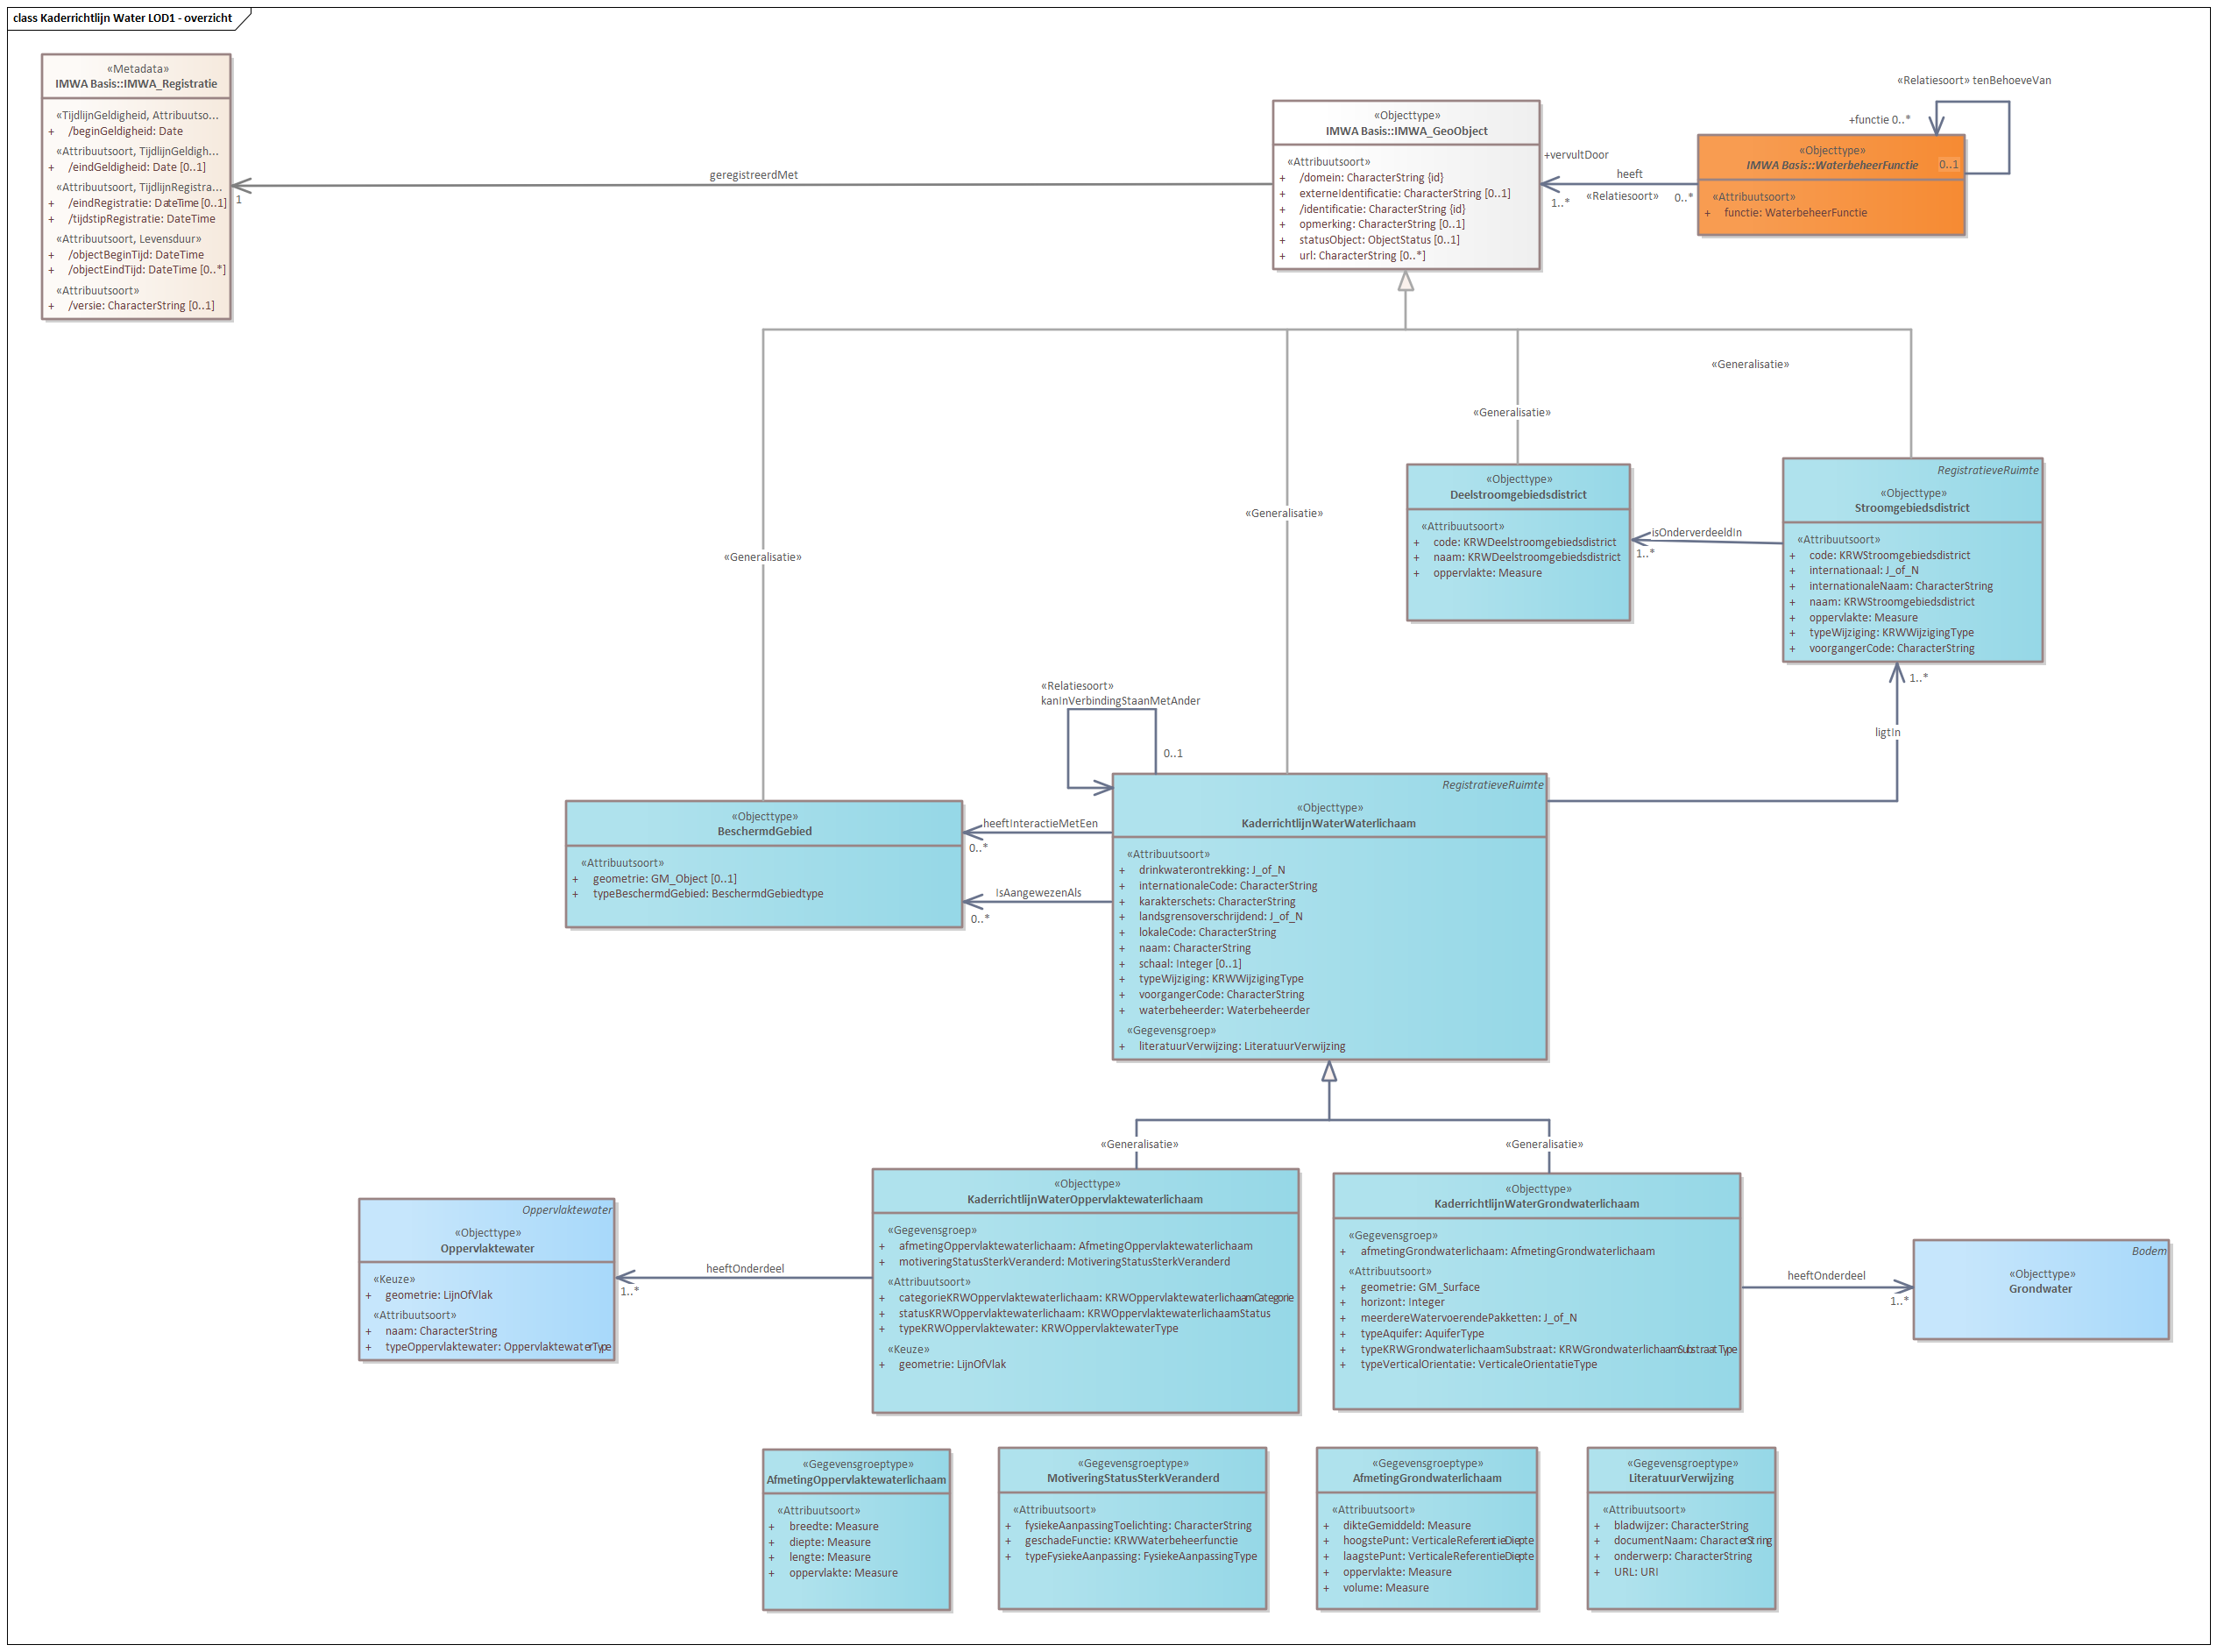 class Kaderrichtlijn Water LOD1 - overzicht
«Metadata»
IMWA Basis::IMWA_Registratie
«TijdlijnGeldigheid, Attribuutso...
+ /beginGeldigheid: Date
«Attribuutsoort, TijdlijnGeldigh...
+ /eindGeldigheid: Date [0..1]
«Attribuutsoort, TijdlijnRegistra...
+ /eindRegistratie: DateTime [0..1]
+ /tijdstipRegistratie: DateTime
«Attribuutsoort, Levensduur»
+ /objectBeginTijd: DateTime
+ /objectEindTijd: DateTime [0..*]
«Attribuutsoort»
+ /versie: CharacterString [0..1]
geregistreerdMet
1
«Objecttype»
IMWA Basis::IMWA_GeoObject
«Attribuutsoort»
+ /domein: CharacterString {id}
+ externeIdentificatie: CharacterString [0..1]
+ /identificatie: CharacterString {id}
+ opmerking: CharacterString [0..1]
+ statusObject: ObjectStatus [0..1]
+ url: CharacterString [0..*]
+vervultDoor
1..*
heeft
«Relatiesoort»
0..*
«Relatiesoort» tenBehoeveVan
+functie 0..*
«Objecttype»
IMWA Basis::WaterbeheerFunctie
0..1
«Attribuutsoort»
+ functie: WaterbeheerFunctie
«Generalisatie»
«Generalisatie»
«Generalisatie»
«Generalisatie»
«Objecttype»
Deelstroomgebiedsdistrict
«Attribuutsoort»
+ code: KRWDeelstroomgebiedsdistrict
+ naam: KRWDeelstroomgebiedsdistrict
+ oppervlakte: Measure
isOnderverdeeldIn
1..*
RegistratieveRuimte
«Objecttype»
Stroomgebiedsdistrict
«Attribuutsoort»
+ code: KRWStroomgebiedsdistrict
+ internationaal: J_of_N
+ internationaleNaam: CharacterString
+ naam: KRWStroomgebiedsdistrict
+ oppervlakte: Measure
+ typeWijziging: KRWWijzigingType
+ voorgangerCode: CharacterString
1..*
ligtIn
«Relatiesoort»
kanInVerbindingStaanMetAnder
0..1
«Objecttype»
BeschermdGebied
«Attribuutsoort»
+ geometrie: GM_Object [0..1]
+ typeBeschermdGebied: BeschermdGebiedtype
heeftInteractieMetEen
0..*
IsAangewezenAls
0..*
RegistratieveRuimte
«Objecttype»
KaderrichtlijnWaterWaterlichaam
«Attribuutsoort»
+ drinkwaterontrekking: J_of_N
+ internationaleCode: CharacterString
+ karakterschets: CharacterString
+ landsgrensoverschrijdend: J_of_N
+ lokaleCode: CharacterString
+ naam: CharacterString
+ schaal: Integer [0..1]
+ typeWijziging: KRWWijzigingType
+ voorgangerCode: CharacterString
+ waterbeheerder: Waterbeheerder
«Gegevensgroep»
+ literatuurVerwijzing: LiteratuurVerwijzing
«Generalisatie»
«Generalisatie»
Oppervlaktewater
«Objecttype»
Oppervlaktewater
«Keuze»
+ geometrie: LijnOfVlak
«Attribuutsoort»
+ naam: CharacterString
+ typeOppervlaktewater: OppervlaktewaterType
heeftOnderdeel
1..*
«Objecttype»
KaderrichtlijnWaterOppervlaktewaterlichaam
«Gegevensgroep»
+ afmetingOppervlaktewaterlichaam: AfmetingOppervlaktewaterlichaam
+ motiveringStatusSterkVeranderd: MotiveringStatusSterkVeranderd
«Attribuutsoort»
+ categorieKRWOppervlaktewaterlichaam: KRWOppervlaktewaterlichaamCategorie
+ statusKRWOppervlaktewaterlichaam: KRWOppervlaktewaterlichaamStatus
+ typeKRWOppervlaktewater: KRWOppervlaktewaterType
«Keuze»
+ geometrie: LijnOfVlak
«Objecttype»
KaderrichtlijnWaterGrondwaterlichaam
«Gegevensgroep»
+ afmetingGrondwaterlichaam: AfmetingGrondwaterlichaam
«Attribuutsoort»
+ geometrie: GM_Surface
+ horizont: Integer
+ meerdereWatervoerendePakketten: J_of_N
+ typeAquifer: AquiferType
+ typeKRWGrondwaterlichaamSubstraat: KRWGrondwaterlichaamSubstraatType
+ typeVerticalOrientatie: VerticaleOrientatieType
heeftOnderdeel
1..*
Bodem
«Objecttype»
Grondwater
«Gegevensgroeptype»
AfmetingOppervlaktewaterlichaam
«Attribuutsoort»
+ breedte: Measure
+ diepte: Measure
+ lengte: Measure
+ oppervlakte: Measure
«Gegevensgroeptype»
MotiveringStatusSterkVeranderd
«Attribuutsoort»
+ fysiekeAanpassingToelichting: CharacterString
+ geschadeFunctie: KRWWaterbeheerfunctie
+ typeFysiekeAanpassing: FysiekeAanpassingType
«Gegevensgroeptype»
AfmetingGrondwaterlichaam
«Attribuutsoort»
+ dikteGemiddeld: Measure
+ hoogstePunt: VerticaleReferentieDiepte
+ laagstePunt: VerticaleReferentieDiepte
+ oppervlakte: Measure
+ volume: Measure
«Gegevensgroeptype»
LiteratuurVerwijzing
«Attribuutsoort»
+ bladwijzer: CharacterString
+ documentNaam: CharacterString
+ onderwerp: CharacterString
+ URL: URI